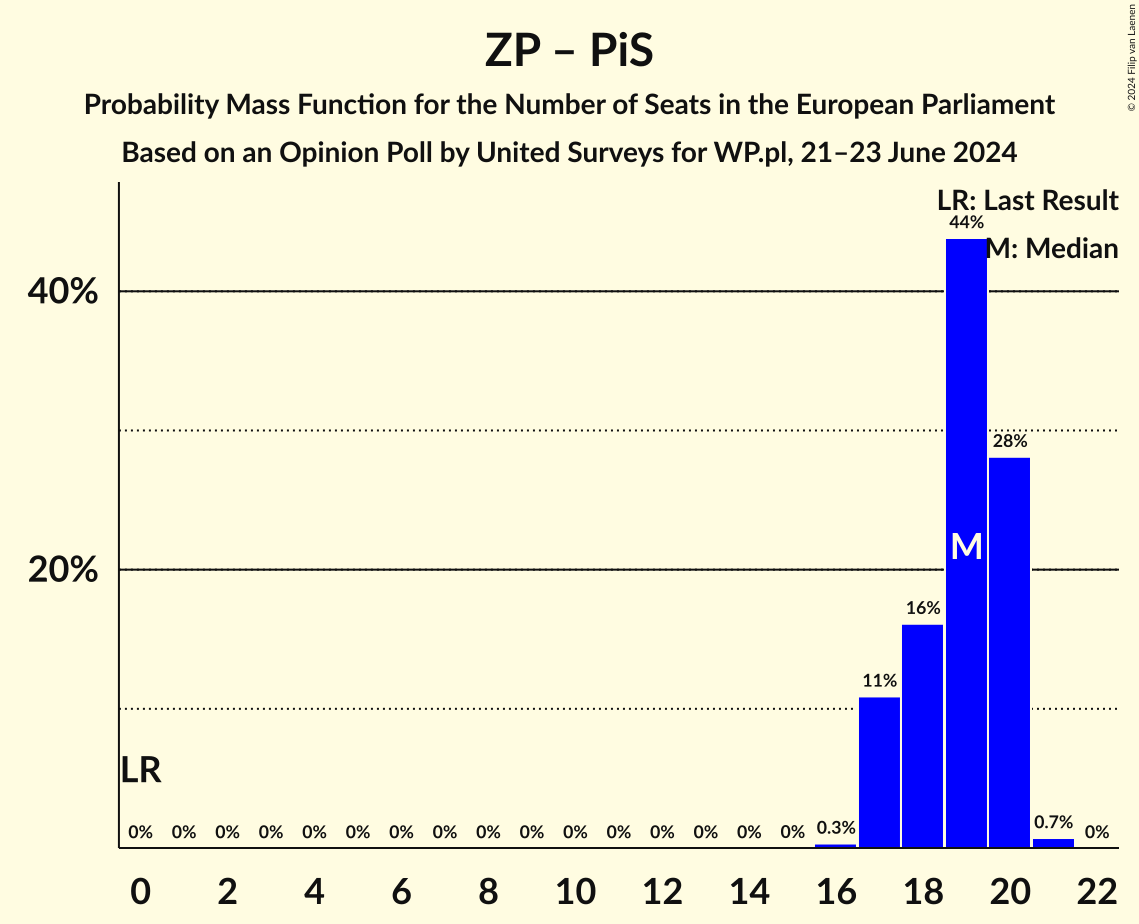 ZP – PiS
Probability Mass Function for the Number of Seats in the European Parliament
Based on an Opinion Poll by United Surveys for WP.pl, 21–23 June 2024
© 2024 Filip van Laenen
LR: Last Result
M: Median
44%
40%
28%
20%
M
16%
11%
LR
0% 0% 0% 0% 0% 0% 0% 0% 0% 0% 0% 0% 0% 0% 0% 0% 0.3% 0.7% 0%
0 2 4 6 8 10 12 14 16 18 20 22